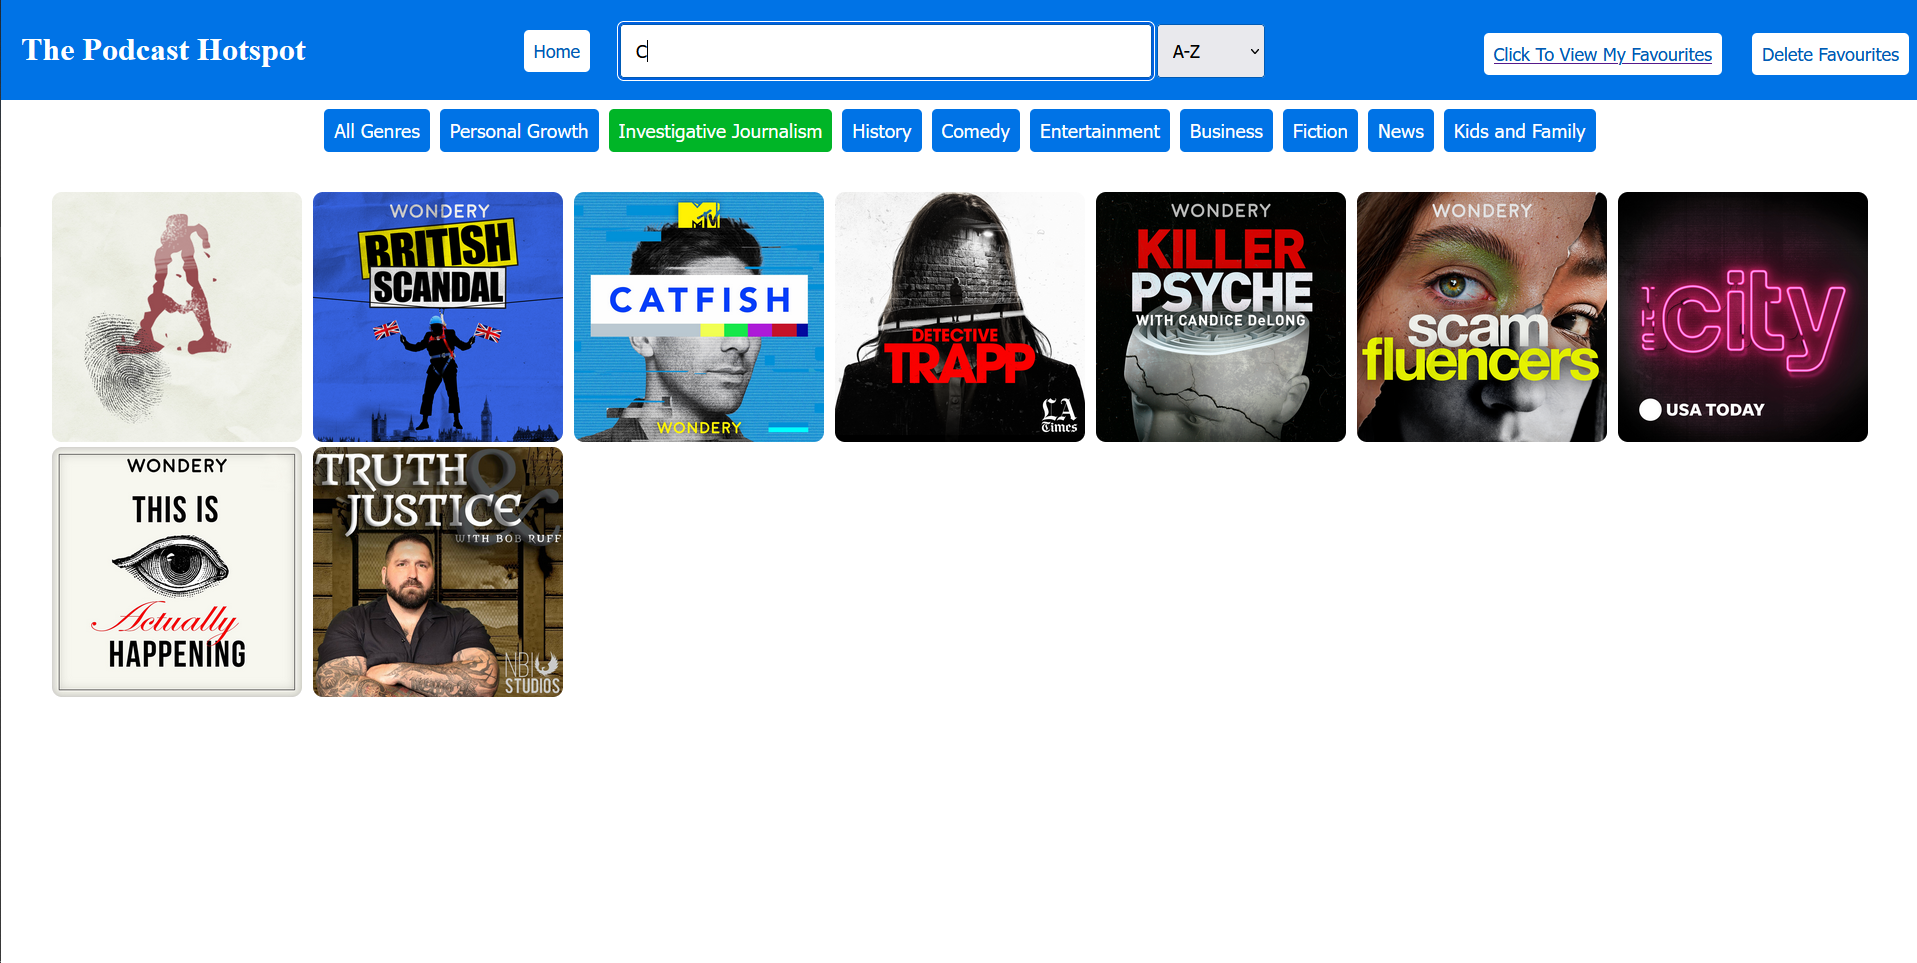 The Podcast Hotspot
Home
C
A-Z
Click To View My Favourites
Delete Favourites
All Genres
Personal Growth
Investigative Journalism
History
Comedy
Entertainment
Business
Fiction
News
Kids and Family
A
WONDERY
BRITISH
SCANDAL
MTV
CATFISH
WONDERY
DETECTIVE
TRAPP
LA
Times
WONDERY
KILLER
PSYCHE
WITH CANDICE DeLONG
WONDERY
scam
fluencers
THE
city
USA TODAY
WONDERY
THIS IS
Actually
HAPPENING
TRUTH
&
JUSTICE
WITH BOB RUFF
NBI
STUDIOS